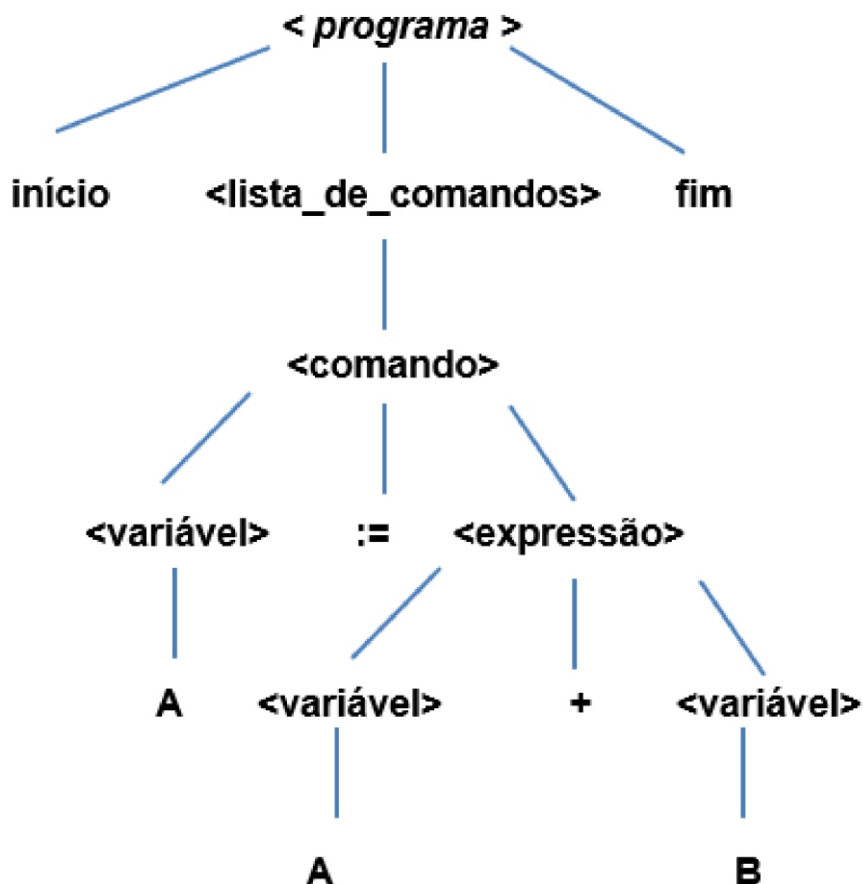 < programa >
início <lista_de_comandos> fim
<comando>
<variável> := <expressão>
A <variável> + <variável>
A B